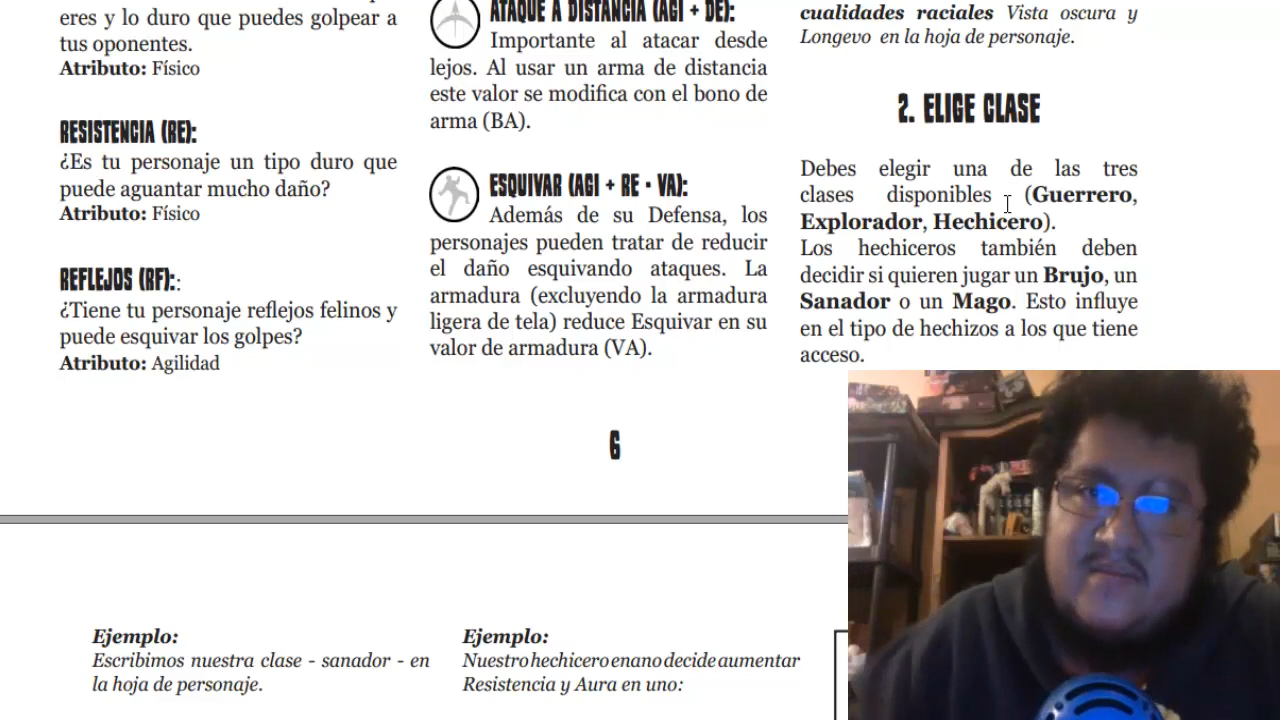 eres y lo duro que puedes golpear a
tus oponentes.
Atributo: Físico
RESISTENCIA (RE):
¿Es tu personaje un tipo duro que
puede aguantar mucho daño?
Atributo: Físico
REFLEJOS (RF)::
¿Tiene tu personaje reflejos felinos y
puede esquivar los golpes?
Atributo: Agilidad
ATAQUE A DISTANCIA (AGI + DE):
Importante al atacar desde
lejos. Al usar un arma de distancia
este valor se modifica con el bono de
arma (BA).
ESQUIVAR (AGI + RE - VA):
Además de su Defensa, los
personajes pueden tratar de reducir
el daño esquivando ataques. La
armadura (excluyendo la armadura
ligera de tela) reduce Esquivar en su
valor de armadura (VA).
cualidades raciales Vista oscura y
Longevo en la hoja de personaje.
2. ELIGE CLASE
Debes elegir una de las tres
clases disponibles (Guerrero,
Explorador, Hechicero).
Los hechiceros también deben
decidir si quieren jugar un Brujo, un
Sanador o un Mago. Esto influye
en el tipo de hechizos a los que tiene
acceso.
6
Ejemplo:
Escribimos nuestra clase - sanador - en
la hoja de personaje.
Ejemplo:
Nuestro hechicero enano decide aumentar
Resistencia y Aura en uno: